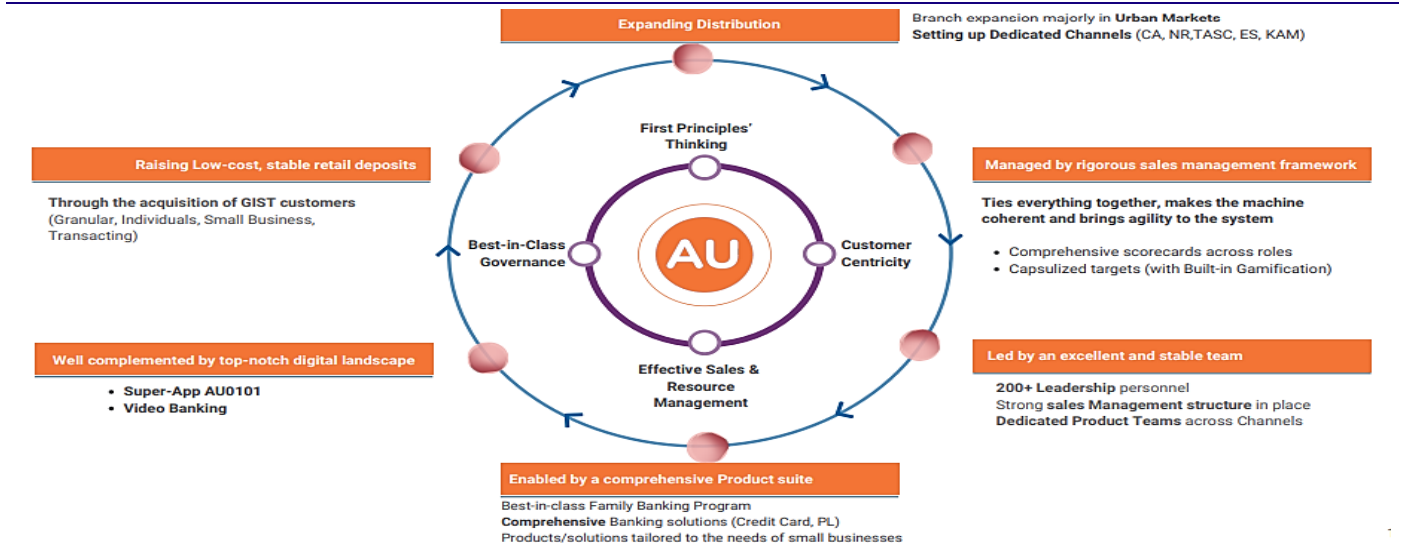 Expanding Distribution
Branch expansion majorly in Urban Markets
Setting up Dedicated Channels (CA, NR,TASC, ES, KAM)
Managed by rigorous sales management framework
Ties everything together, makes the machine
coherent and brings agility to the system
• Comprehensive scorecards across roles
• Capsulized targets (with Built-in Gamification)
Led by an excellent and stable team
200+ Leadership personnel
Strong sales Management structure in place
Dedicated Product Teams across Channels
Enabled by a comprehensive Product suite
Best-in-class Family Banking Program
Comprehensive Banking solutions (Credit Card, PL)
Products/solutions tailored to the needs of small businesses
Well complemented by top-notch digital landscape
• Super-App AU0101
• Video Banking
Raising Low-cost, stable retail deposits
Through the acquisition of GIST customers
(Granular, Individuals, Small Business,
Transacting)
First Principles'
Thinking
Customer
Centricity
Effective Sales &
Resource
Management
Best-in-Class
Governance
AU